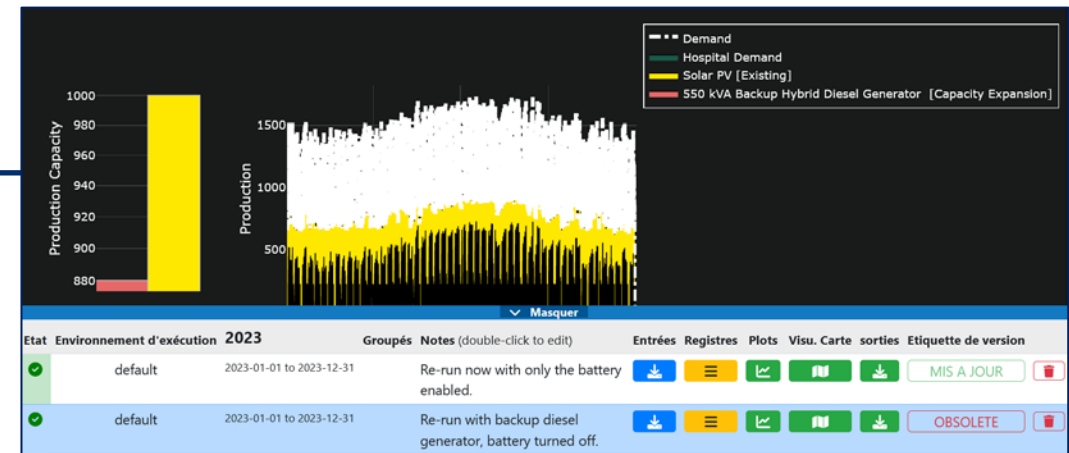 Demand
Hospital Demand
Solar PV [Existing]
550 kVA Backup Hybrid Diesel Generator [Capacity Expansion]
Production Capacity
1000
980
960
940
920
900
880
Production
1500
1000
500
Masquer
Etat Environnement d'exécution 2023 Groupés Notes (double-click to edit) Entrées Registres Plots Visu. Carte sorties Etiquette de version
default 2023-01-01 to 2023-12-31 Re-run now with only the battery enabled. MIS A JOUR
default 2023-01-01 to 2023-12-31 Re-run with backup diesel generator, battery turned off. OBSOLETE